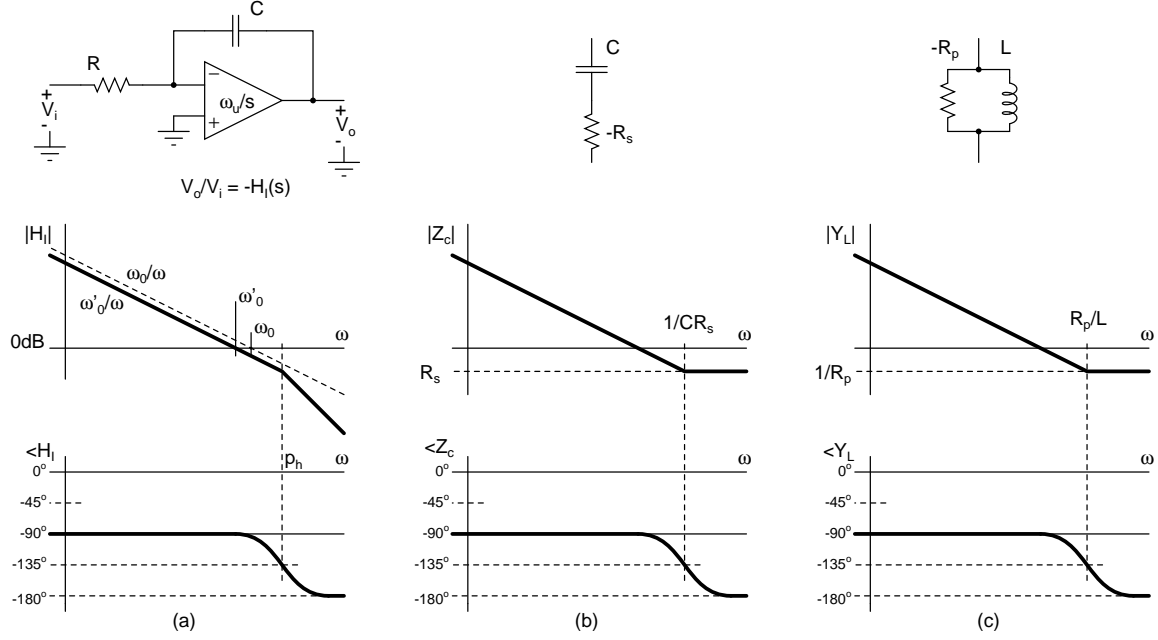 C
R
ω_u/s
−
+
+
V_i
-
+
V_o
-
V_o/V_i = -H_I(s)
|H_I|
ω_0/ω
ω'_0/ω
ω'_0
ω_0
ω
0dB
<H_I
p_h
ω
0°
-45°
-90°
-135°
-180°
(a)
C
-R_s
|Z_c|
1/CR_s
ω
R_s
<Z_c
ω
0°
-45°
-90°
-135°
-180°
(b)
-R_p
L
|Y_L|
R_p/L
ω
1/R_p
<Y_L
ω
0°
-45°
-90°
-135°
-180°
(c)